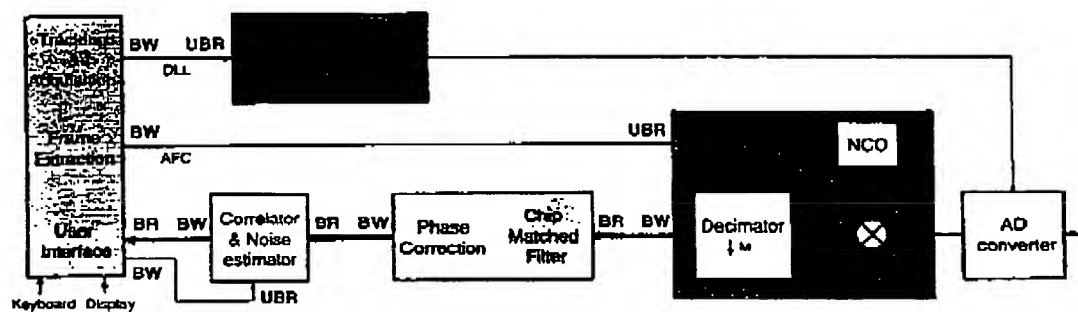 Tracking
BW
UBR
DLL
Frame
Extraction
BW
AFC
UBR
NCO
User
Interface
BR
BW
BW
Correlator
& Noise
estimator
UBR
BR
BW
Phase
Correction
Chip
Matched
Filter
BR
BW
Decimator
↓ M
AD
converter
Keyboard
Display